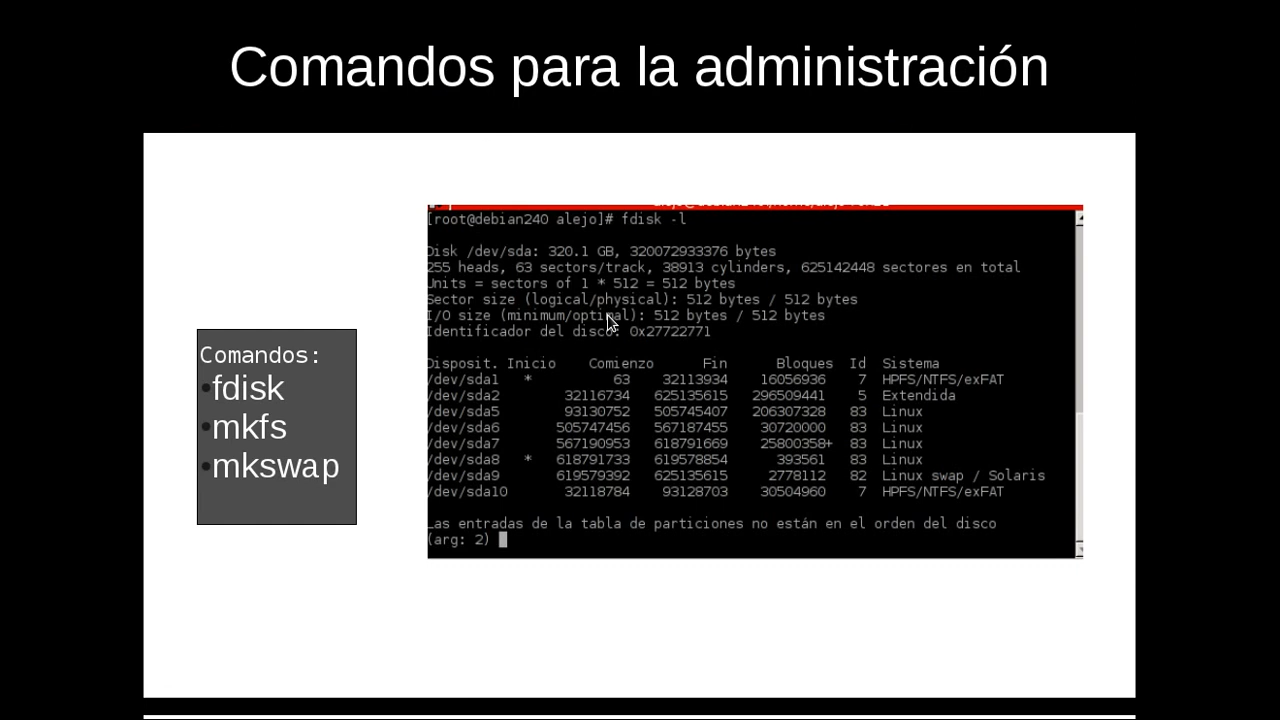 Comandos para la administración
Comandos:
•fdisk
•mkfs
•mkswap
[root@debian240 alejo]# fdisk -l
Disk /dev/sda: 320.1 GB, 320072933376 bytes
255 heads, 63 sectors/track, 38913 cylinders, 625142448 sectores en total
Units = sectors of 1 * 512 = 512 bytes
Sector size (logical/physical): 512 bytes / 512 bytes
I/O size (minimum/optimal): 512 bytes / 512 bytes
Identificador del disco: 0x27722771
Disposit. Inicio    Comienzo      Fin      Bloques  Id  Sistema
/dev/sda1   *          63    32113934    16056936    7  HPFS/NTFS/exFAT
/dev/sda2        32116734   625135615   296509441    5  Extendida
/dev/sda5        93130752   505745407   206307328   83  Linux
/dev/sda6       505747456   567187455    30720000   83  Linux
/dev/sda7       567190953   618791669    25800358+  83  Linux
/dev/sda8   *   618791733   619578854      393561   83  Linux
/dev/sda9       619579392   625135615     2778112   82  Linux swap / Solaris
/dev/sda10       32118784    93128703    30504960    7  HPFS/NTFS/exFAT
Las entradas de la tabla de particiones no están en el orden del disco
(arg: 2)